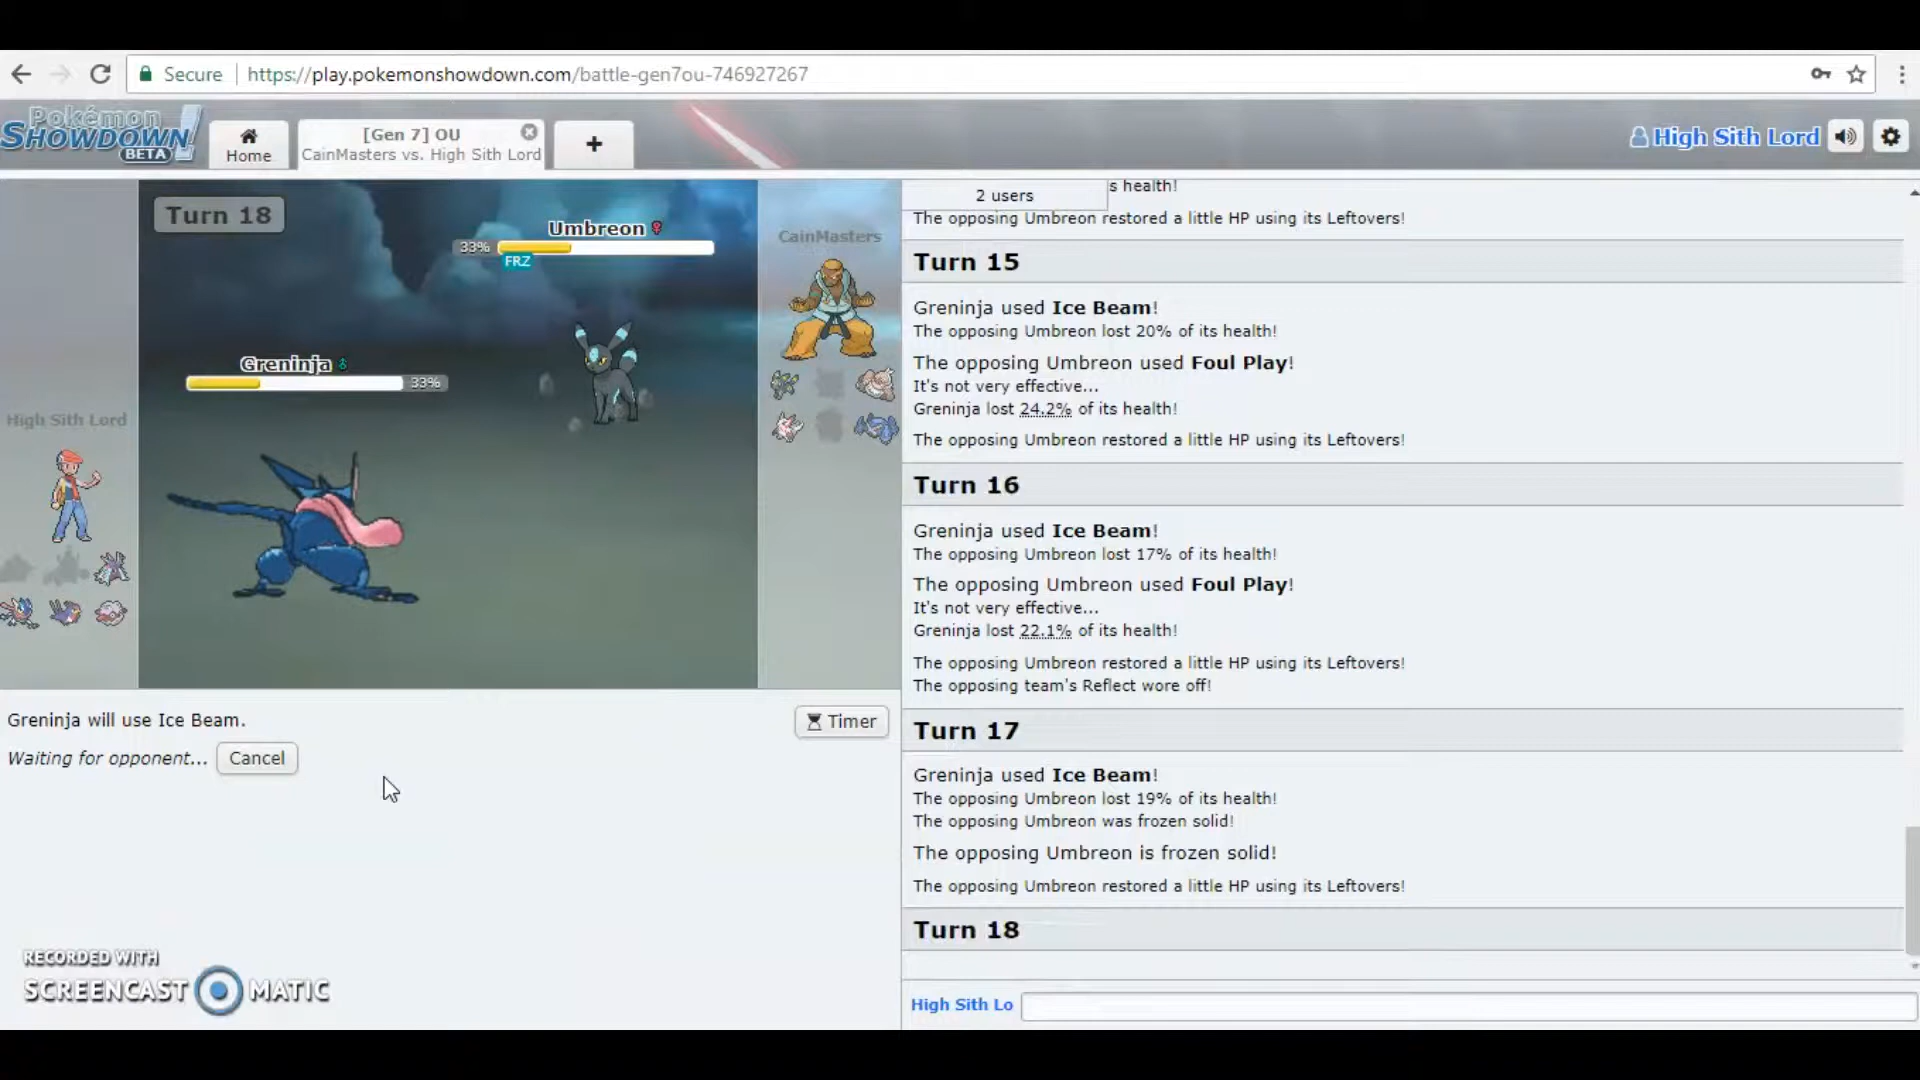 Secure
https://play.pokemonshowdown.com/battle-gen7ou-746927267
Pokémon
SHOWDOWN!
BETA
Home
[Gen 7] OU
CainMasters vs. High Sith Lord
+
High Sith Lord
Turn 18
Umbreon
33%
FRZ
Greninja
33%
High Sith Lord
CainMasters
Greninja will use Ice Beam.
Timer
Waiting for opponent...
Cancel
RECORDED WITH
SCREENCAST MATIC
2 users
s health!
The opposing Umbreon restored a little HP using its Leftovers!
Turn 15
Greninja used Ice Beam!
The opposing Umbreon lost 20% of its health!
The opposing Umbreon used Foul Play!
It's not very effective...
Greninja lost 24.2% of its health!
The opposing Umbreon restored a little HP using its Leftovers!
Turn 16
Greninja used Ice Beam!
The opposing Umbreon lost 17% of its health!
The opposing Umbreon used Foul Play!
It's not very effective...
Greninja lost 22.1% of its health!
The opposing Umbreon restored a little HP using its Leftovers!
The opposing team's Reflect wore off!
Turn 17
Greninja used Ice Beam!
The opposing Umbreon lost 19% of its health!
The opposing Umbreon was frozen solid!
The opposing Umbreon is frozen solid!
The opposing Umbreon restored a little HP using its Leftovers!
Turn 18
High Sith Lo